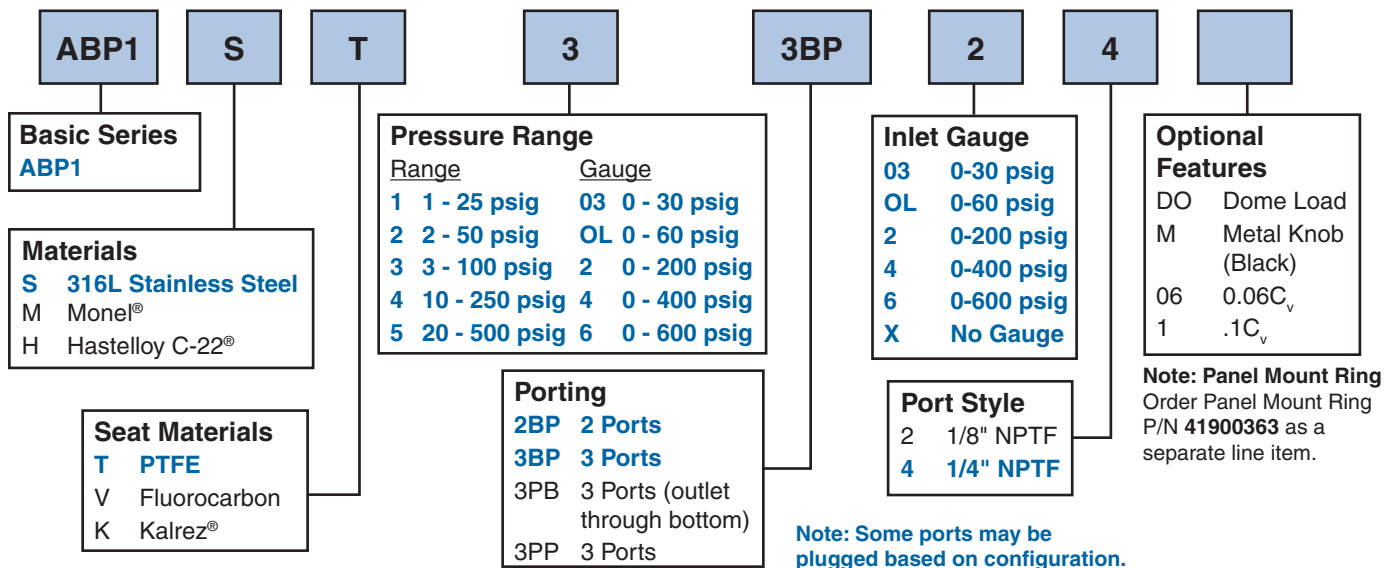 ABP1 S T 3 3BP 2 4
Basic Series
ABP1
Materials
S 316L Stainless Steel
M Monel®
H Hastelloy C-22®
Seat Materials
T PTFE
V Fluorocarbon
K Kalrez®
Pressure Range
Range Gauge
1 1 - 25 psig 03 0 - 30 psig
2 2 - 50 psig OL 0 - 60 psig
3 3 - 100 psig 2 0 - 200 psig
4 10 - 250 psig 4 0 - 400 psig
5 20 - 500 psig 6 0 - 600 psig
Porting
2BP 2 Ports
3BP 3 Ports
3PB 3 Ports (outlet
through bottom)
3PP 3 Ports
Inlet Gauge
03 0-30 psig
OL 0-60 psig
2 0-200 psig
4 0-400 psig
6 0-600 psig
X No Gauge
Port Style
2 1/8" NPTF
4 1/4" NPTF
Note: Some ports may be
plugged based on configuration.
Optional
Features
DO Dome Load
M Metal Knob
(Black)
06 0.06Cv
1 .1Cv
Note: Panel Mount Ring
Order Panel Mount Ring
P/N 41900363 as a
separate line item.